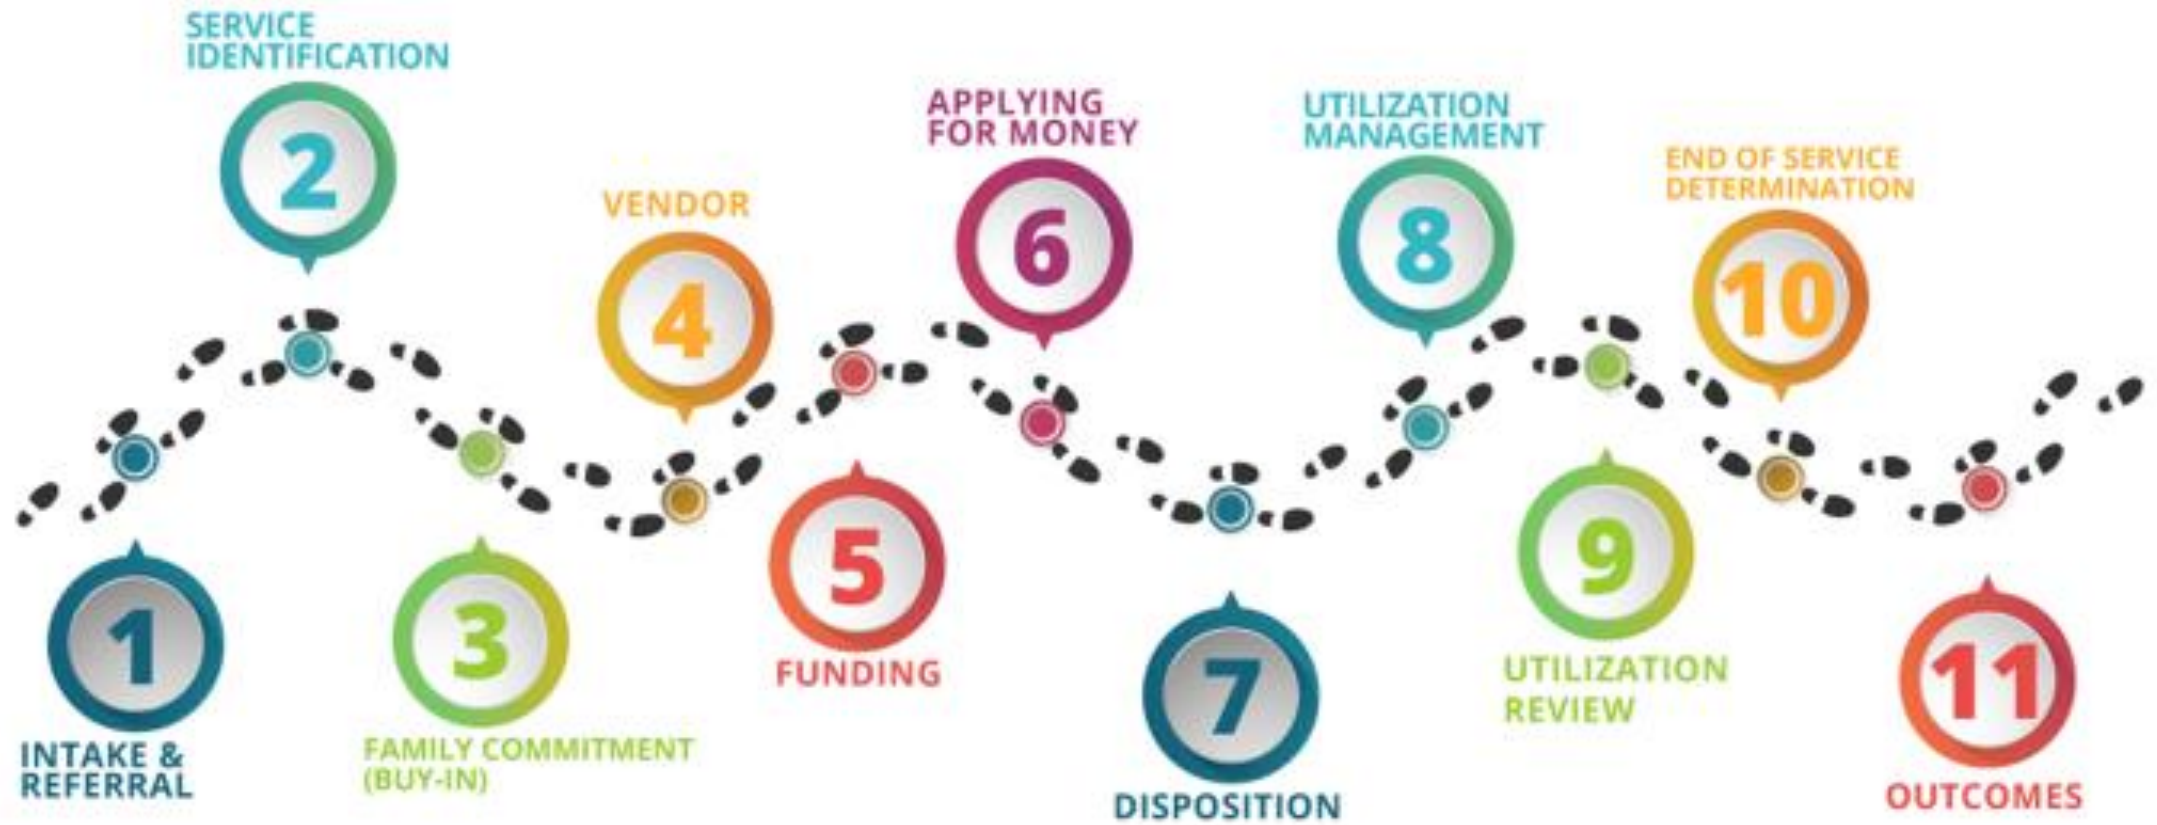 1
INTAKE &
REFERRAL
SERVICE
IDENTIFICATION
2
3
FAMILY COMMITMENT
(BUY-IN)
VENDOR
4
5
FUNDING
APPLYING
FOR MONEY
6
7
DISPOSITION
UTILIZATION
MANAGEMENT
8
9
UTILIZATION
REVIEW
END OF SERVICE
DETERMINATION
10
11
OUTCOMES